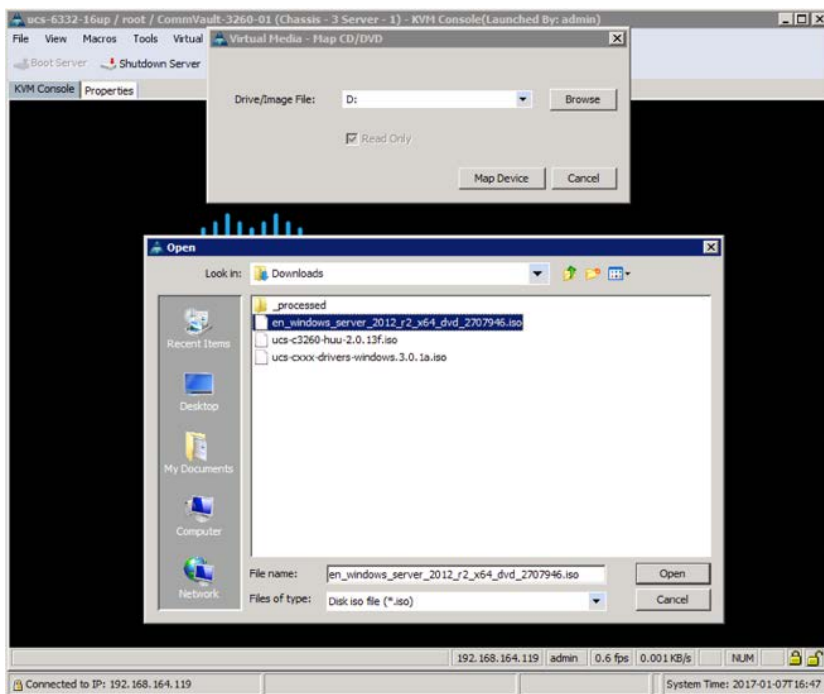 ucs-6332-16up / root / CommVault-3260-01 (Chassis - 3 Server - 1) - KVM Console(Launched By: admin)
File View Macros Tools Virtual
Virtual Media - Map CD/DVD
Boot Server Shutdown Server
KVM Console Properties
Drive/Image File: D: Browse
Read Only
Map Device Cancel
Open
Look in: Downloads
_processed
en_windows_server_2012_r2_x64_dvd_2707946.iso
ucs-c3260-huu-2.0.13f.iso
ucs-cxxx-drivers-windows.3.0.1a.iso
Recent Items
Desktop
My Documents
Computer
Network
File name: en_windows_server_2012_r2_x64_dvd_2707946.iso Open
Files of type: Disk iso file (*.iso) Cancel
192.168.164.119 admin 0.6 fps 0.001 KB/s NUM
Connected to IP: 192.168.164.119 System Time: 2017-01-07T16:47